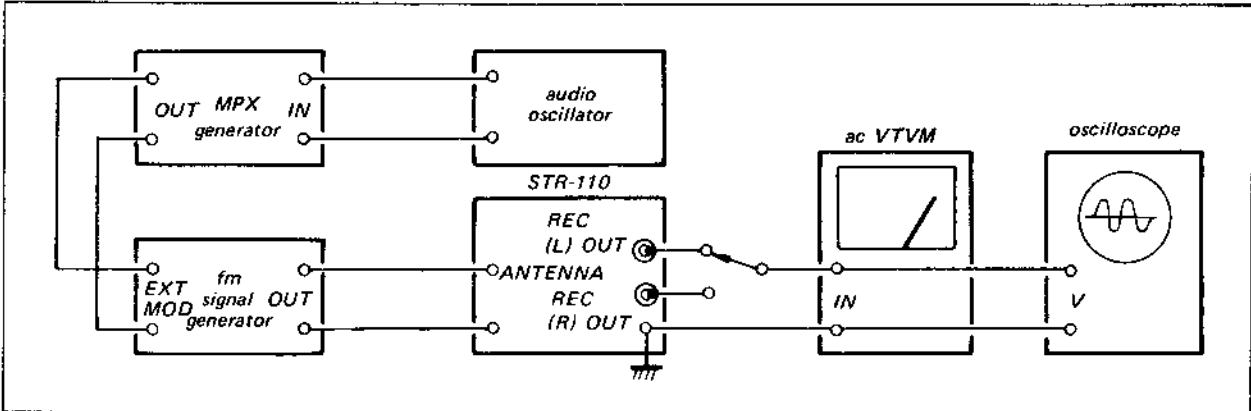 OUT MPX IN
generator
audio
oscillator
ac VTVM
oscilloscope
STR-110
REC
(L) OUT
ANTENNA
REC
(R) OUT
EXT
MOD
fm
signal
generator
OUT
IN
V